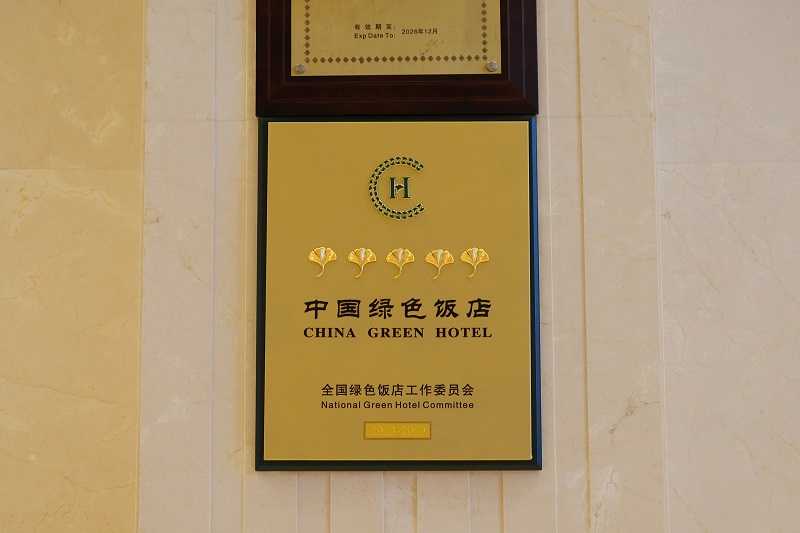 有效期至:
Exp Date To: 2026年12月
CH
中国绿色饭店
CHINA GREEN HOTEL
全国绿色饭店工作委员会
National Green Hotel Committee